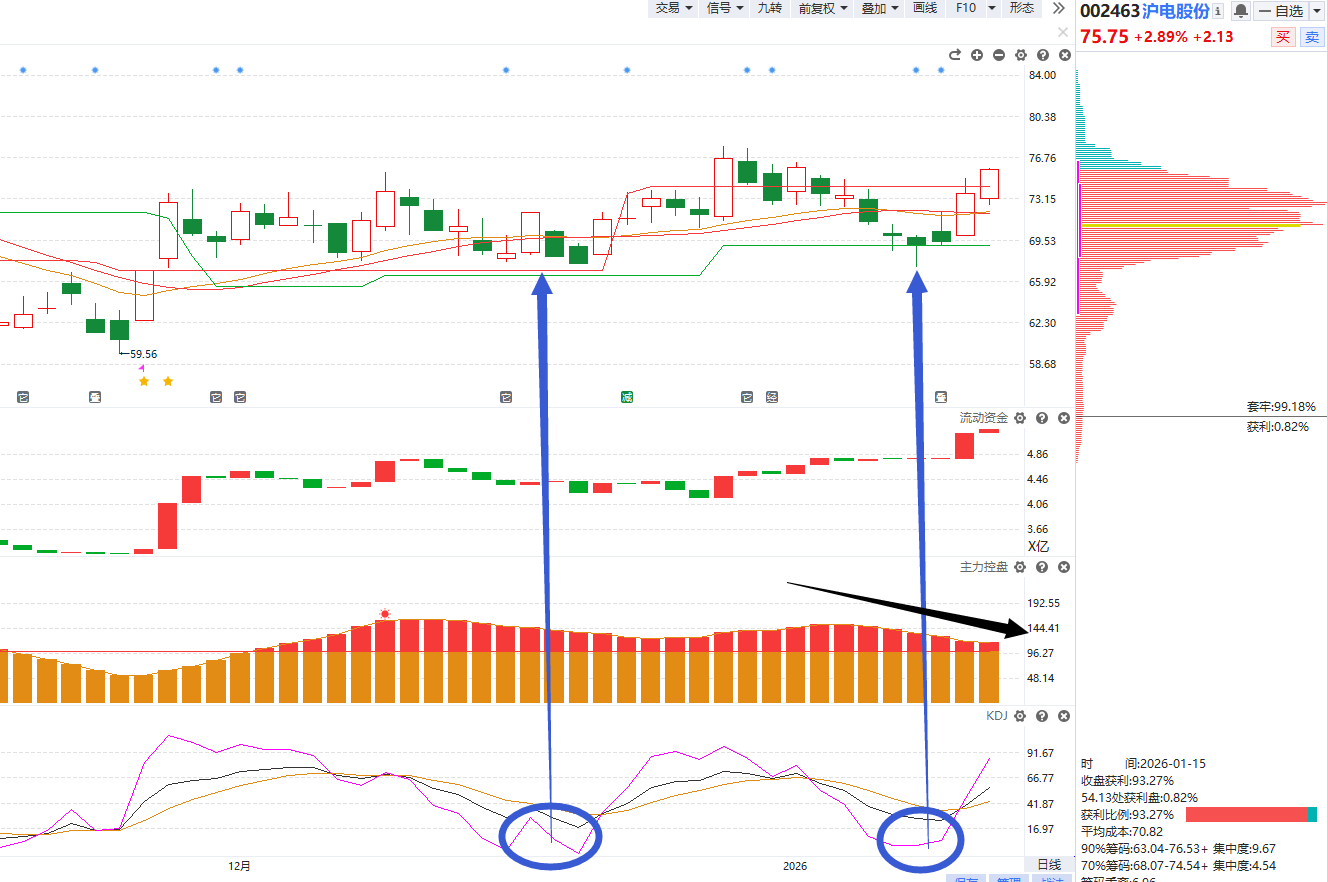 交易 信号 九转 前复权 叠加 画线 F10 形态
002463沪电股份 自选
75.75 +2.89% +2.13 买 卖
84.00
80.38
76.76
73.15
69.53
65.92
62.30
58.68
59.56
减
套牢:99.18%
获利:0.82%
流动资金
4.86
4.46
4.06
3.66
X亿
主力控盘
192.55
144.41
96.27
48.14
KDJ
91.67
66.77
41.87
16.97
12月 2026 日线
时 间:2026-01-15
收盘获利:93.27%
54.13处获利盘:0.82%
获利比例:93.27%
平均成本:70.82
90%筹码:63.04-76.53+ 集中度:9.67
70%筹码:68.07-74.54+ 集中度:4.54